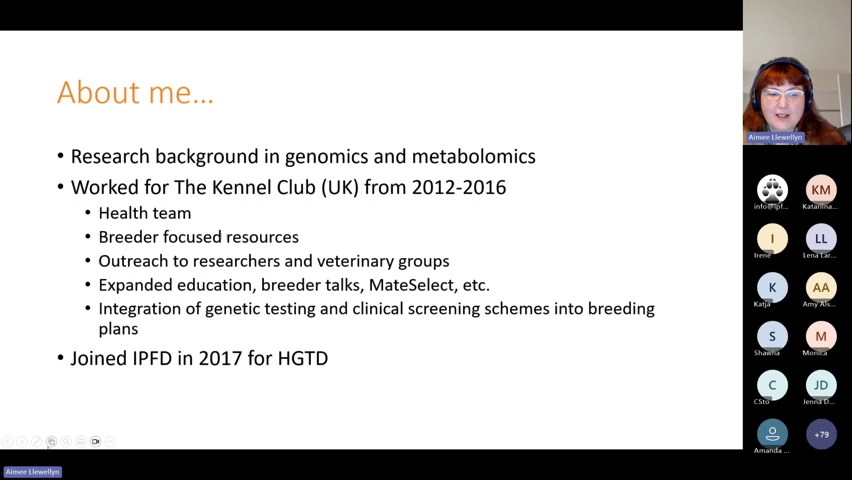 About me...
• Research background in genomics and metabolomics
• Worked for The Kennel Club (UK) from 2012-2016
• Health team
• Breeder focused resources
• Outreach to researchers and veterinary groups
• Expanded education, breeder talks, MateSelect, etc.
• Integration of genetic testing and clinical screening schemes into breeding
plans
• Joined IPFD in 2017 for HGTD
Aimee Llewellyn
Aimee Llewellyn
KM
info@ipf...
Katariina...
I
LL
Irene
Lena Lar...
K
AA
Katja
Amy Als...
S
M
Shawna
Monica
C
JD
CSto
Jenna D...
Amanda ...
+79